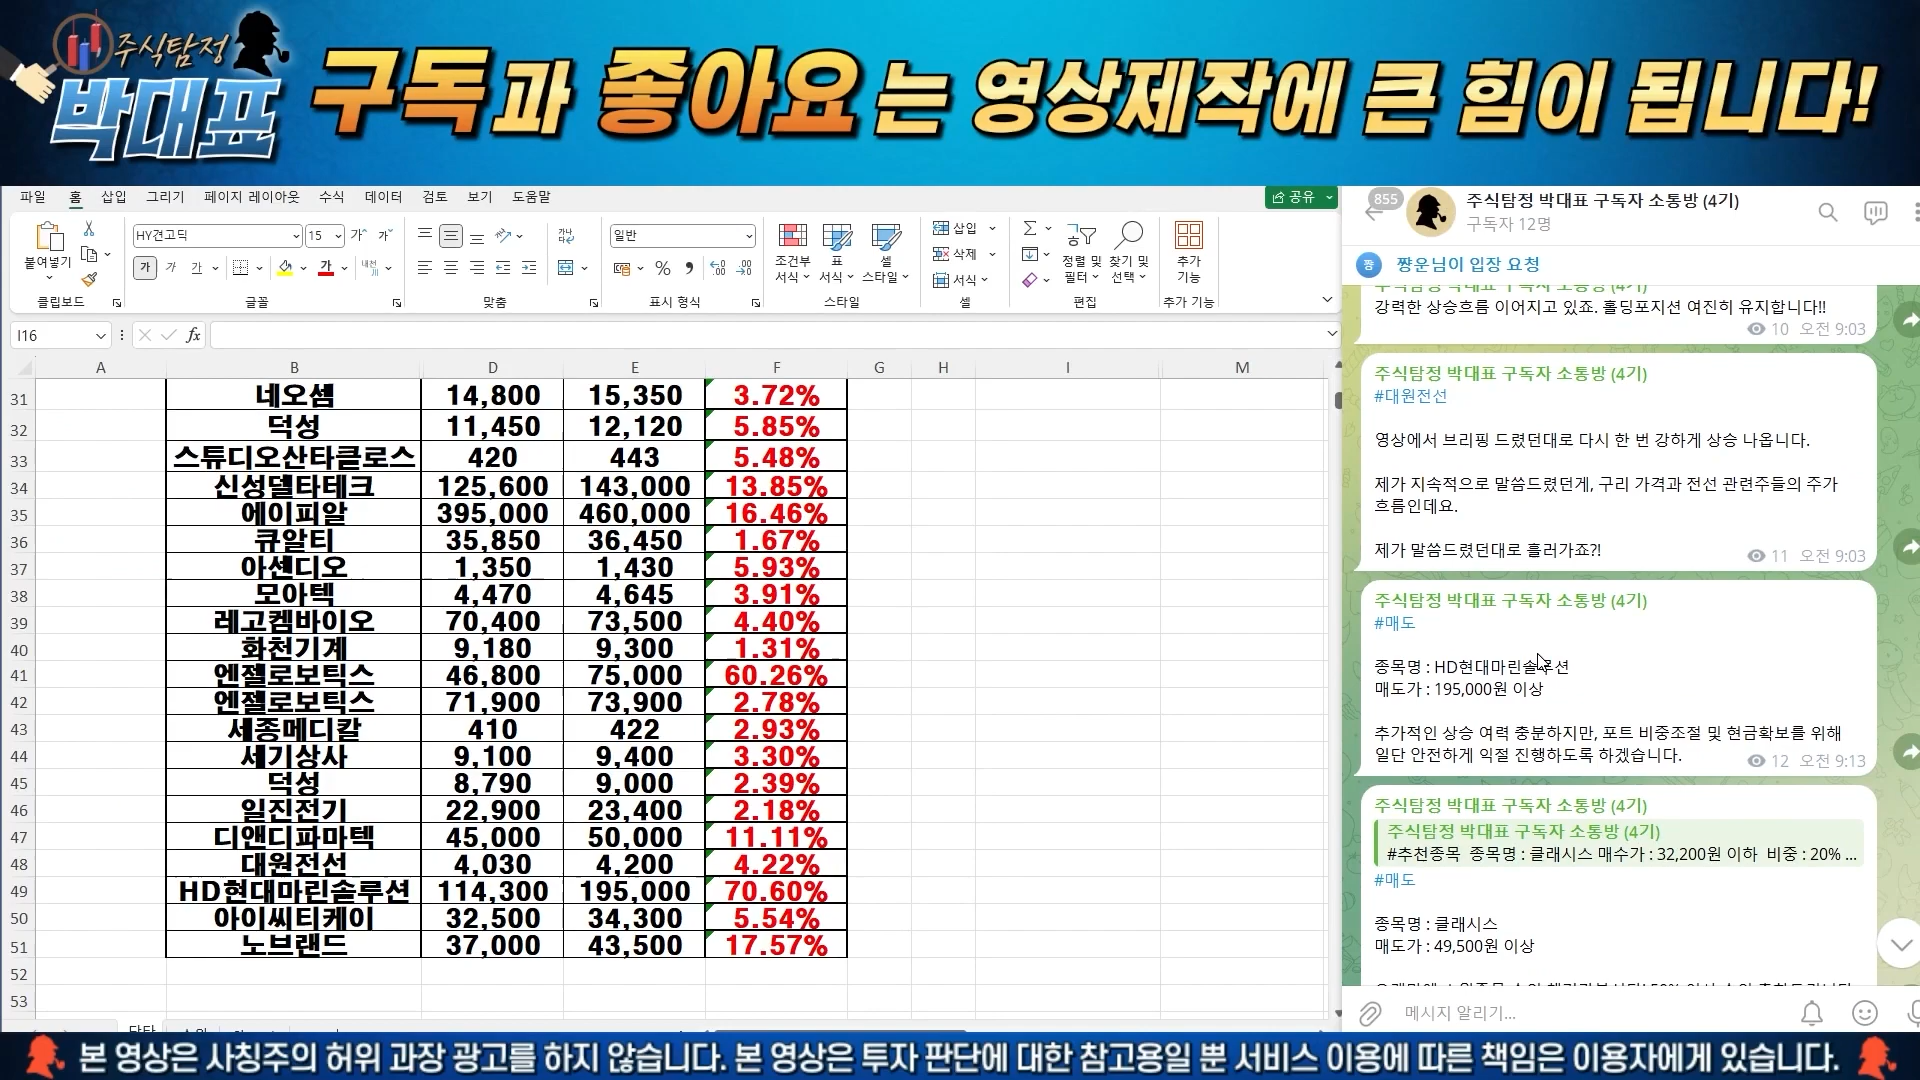 주식탐정
박대표
구독과 좋아요는 영상제작에 큰 힘이 됩니다!
파일 홈 삽입 그리기 페이지 레이아웃 수식 데이터 검토 보기 도움말 공유
붙여넣기
HY견고딕 15 가 가
가 가 가 가
일반
조건부 서식
표 서식
셀 스타일
삽입
삭제
서식
정렬 및 필터
찾기 및 선택
추가 기능
클립보드 글꼴 맞춤 표시 형식 스타일 셀 편집 추가 기능
I16 fx
A B D E F G H I M
31 네오셈 14,800 15,350 3.72%
32 덕성 11,450 12,120 5.85%
33 스튜디오산타클로스 420 443 5.48%
34 신성델타테크 125,600 143,000 13.85%
35 에이피알 395,000 460,000 16.46%
36 큐알티 35,850 36,450 1.67%
37 아센디오 1,350 1,430 5.93%
38 모아텍 4,470 4,645 3.91%
39 레고켐바이오 70,400 73,500 4.40%
40 화천기계 9,180 9,300 1.31%
41 엔젤로보틱스 46,800 75,000 60.26%
42 엔젤로보틱스 71,900 73,900 2.78%
43 세종메디칼 410 422 2.93%
44 세기상사 9,100 9,400 3.30%
45 덕성 8,790 9,000 2.39%
46 일진전기 22,900 23,400 2.18%
47 디앤디파마텍 45,000 50,000 11.11%
48 대원전선 4,030 4,200 4.22%
49 HD현대마린솔루션 114,300 195,000 70.60%
50 아이씨티케이 32,500 34,300 5.54%
51 노브랜드 37,000 43,500 17.57%
52
53
855 주식탐정 박대표 구독자 소통방 (4기)
구독자 12명
짱 짱운님이 입장 요청
주식탐정 박대표 구독자 소통방 (4기)
강력한 상승흐름 이어지고 있죠. 홀딩포지션 여전히 유지합니다!!
10 오전 9:03
주식탐정 박대표 구독자 소통방 (4기)
#대원전선
영상에서 브리핑 드렸던대로 다시 한 번 강하게 상승 나옵니다.
제가 지속적으로 말씀드렸던게, 구리 가격과 전선 관련주들의 주가
흐름인데요.
제가 말씀드렸던대로 흘러가죠?!
11 오전 9:03
주식탐정 박대표 구독자 소통방 (4기)
#매도
종목명 : HD현대마린솔루션
매도가 : 195,000원 이상
추가적인 상승 여력 충분하지만, 포트 비중조절 및 현금확보를 위해
일단 안전하게 익절 진행하도록 하겠습니다.
12 오전 9:13
주식탐정 박대표 구독자 소통방 (4기)
주식탐정 박대표 구독자 소통방 (4기)
#추천종목 종목명 : 클래시스 매수가 : 32,200원 이하 비중 : 20% ...
#매도
종목명 : 클래시스
매도가 : 49,500원 이상
메시지 알리기...
본 영상은 사칭주의 허위 과장 광고를 하지 않습니다. 본 영상은 투자 판단에 대한 참고용일 뿐 서비스 이용에 따른 책임은 이용자에게 있습니다.